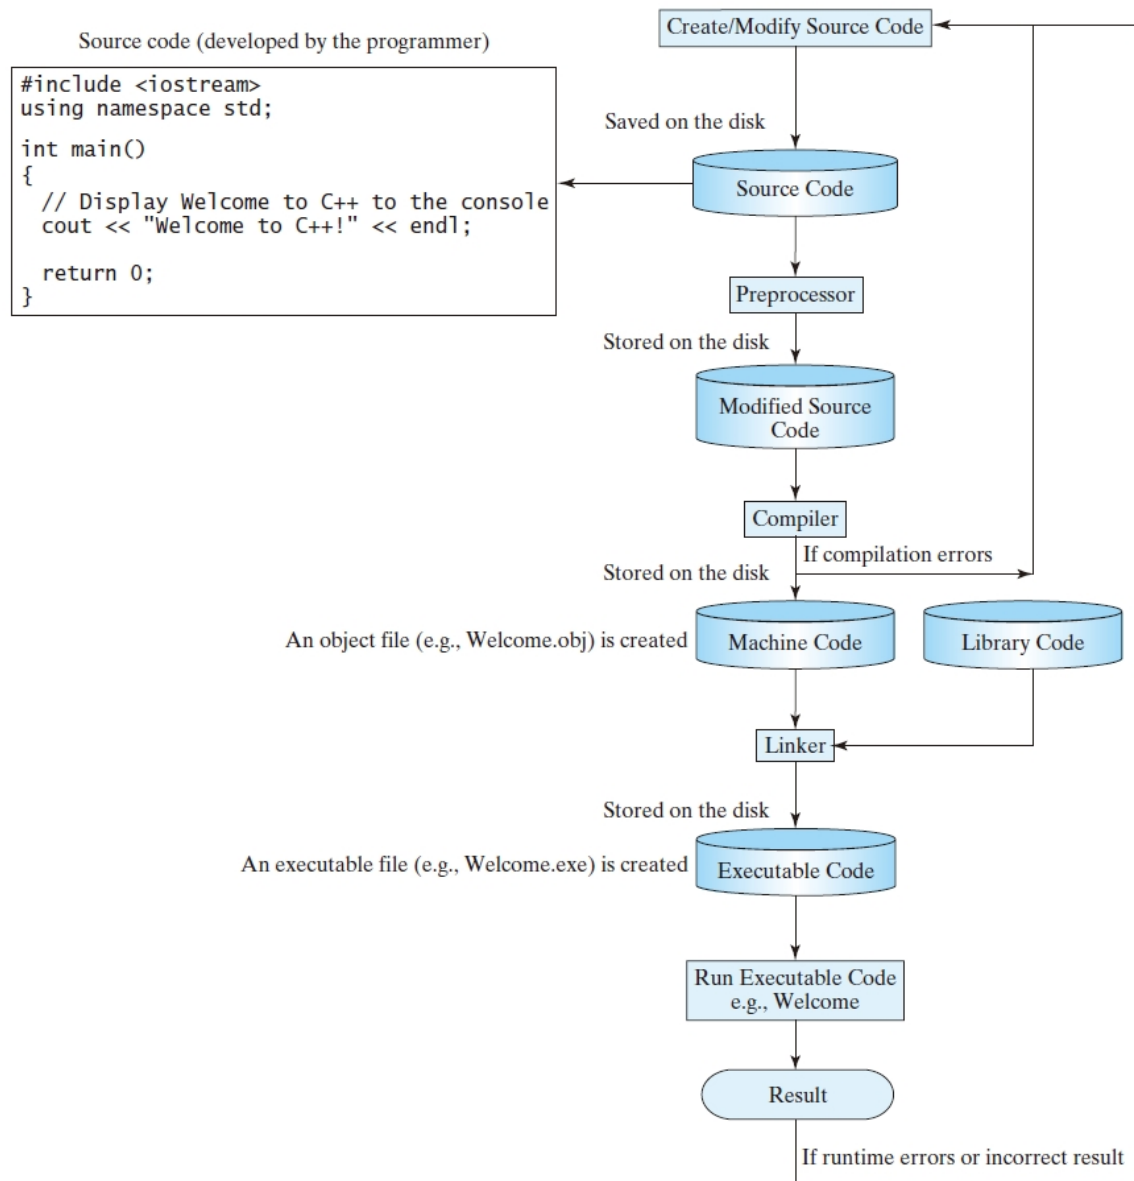 Create/Modify Source Code
Source code (developed by the programmer)
#include <iostream>
using namespace std;
int main()
{
// Display Welcome to C++ to the console
cout << "Welcome to C++!" << endl;
return 0;
}
Saved on the disk
Source Code
Preprocessor
Stored on the disk
Modified Source
Code
Compiler
If compilation errors
Stored on the disk
An object file (e.g., Welcome.obj) is created
Machine Code
Library Code
Linker
Stored on the disk
An executable file (e.g., Welcome.exe) is created
Executable Code
Run Executable Code
e.g., Welcome
Result
If runtime errors or incorrect result